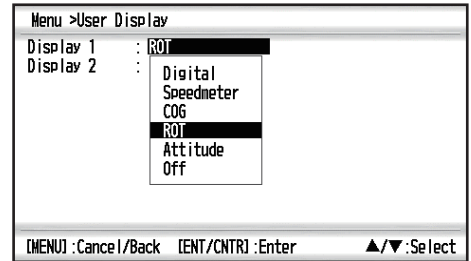 Menu >User Display
Display 1 : ROT
Display 2 :
Digital
Speedmeter
COG
ROT
Attitude
Off
[MENU] :Cancel/Back [ENT/CNTR] :Enter ▲/▼ :Select